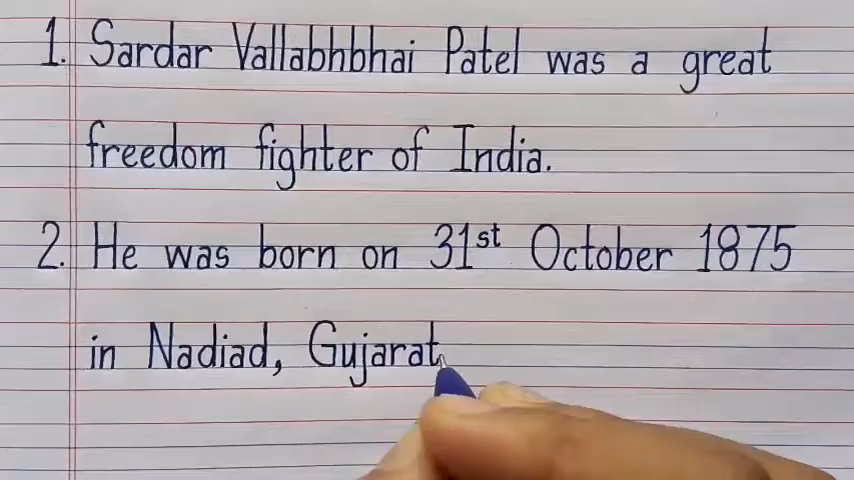 1. Sardar Vallabhbhai Patel was a great
freedom fighter of India.
2. He was born on 31st October 1875
in Nadiad, Gujarat